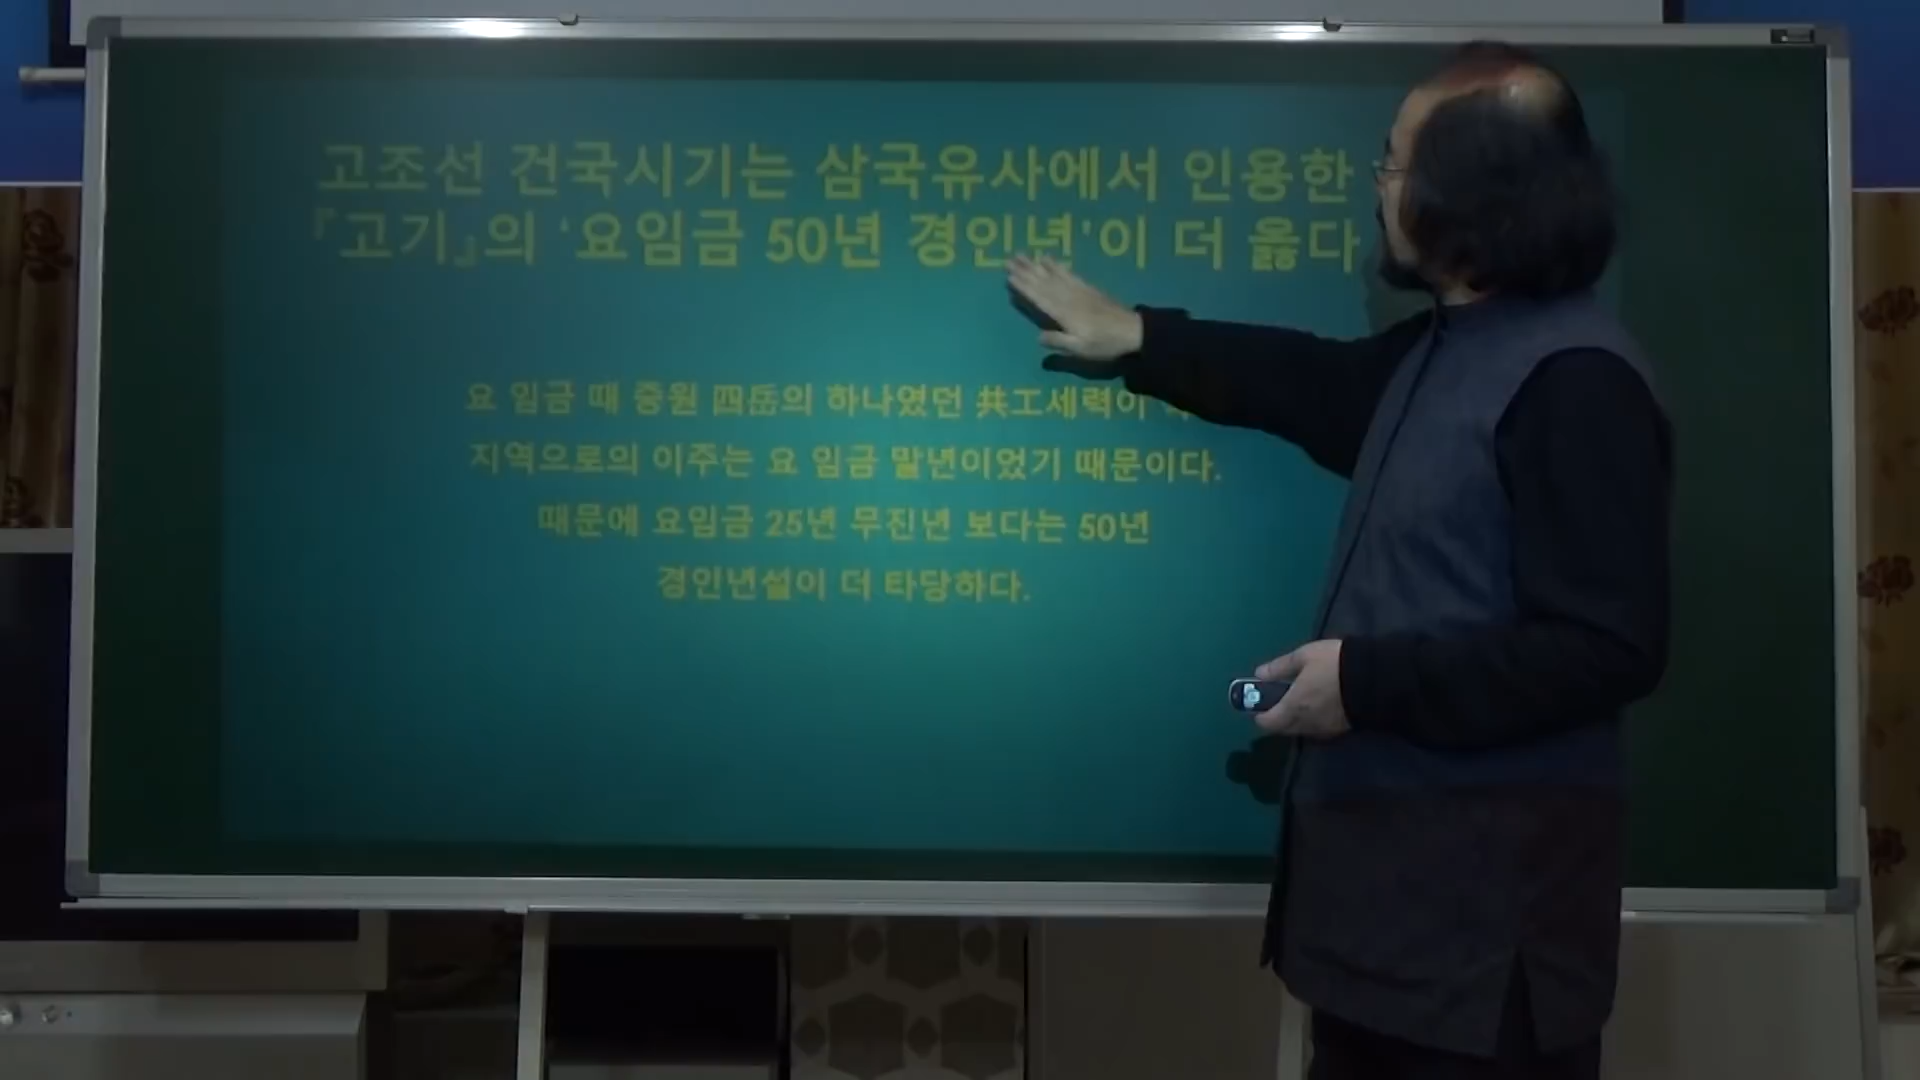 고조선 건국시기는 삼국유사에서 인용한
『고기』의 '요임금 50년 경인년'이 더 옳다
요 임금 때 중원 四岳의 하나였던 共工세력이
지역으로의 이주는 요 임금 말년이었기 때문이다.
때문에 요임금 25년 무진년 보다는 50년
경인년설이 더 타당하다.